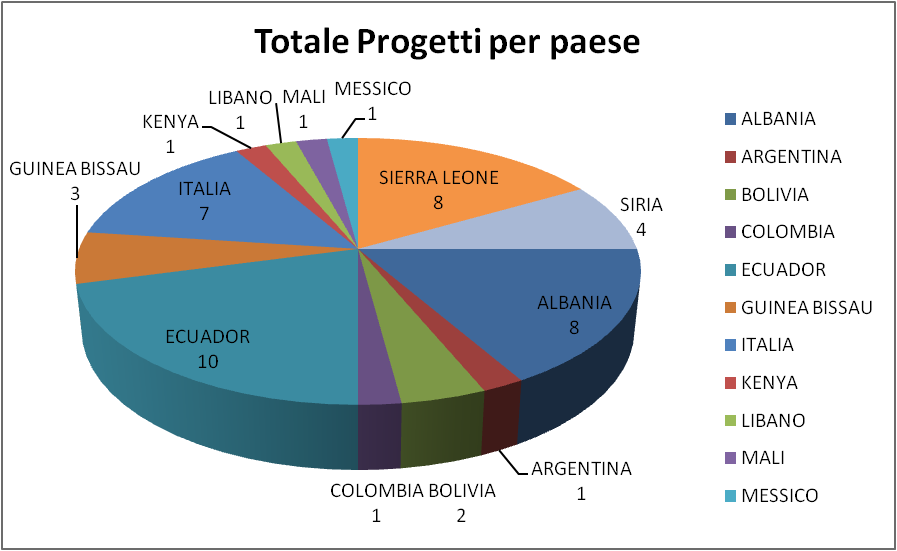 Totale Progetti per paese
MESSICO
1
LIBANO
1
MALI
1
KENYA
1
GUINEA BISSAU
3
ITALIA
7
SIERRA LEONE
8
SIRIA
4
ALBANIA
8
ECUADOR
10
ARGENTINA
1
COLOMBIA
1
BOLIVIA
2
ALBANIA
ARGENTINA
BOLIVIA
COLOMBIA
ECUADOR
GUINEA BISSAU
ITALIA
KENYA
LIBANO
MALI
MESSICO